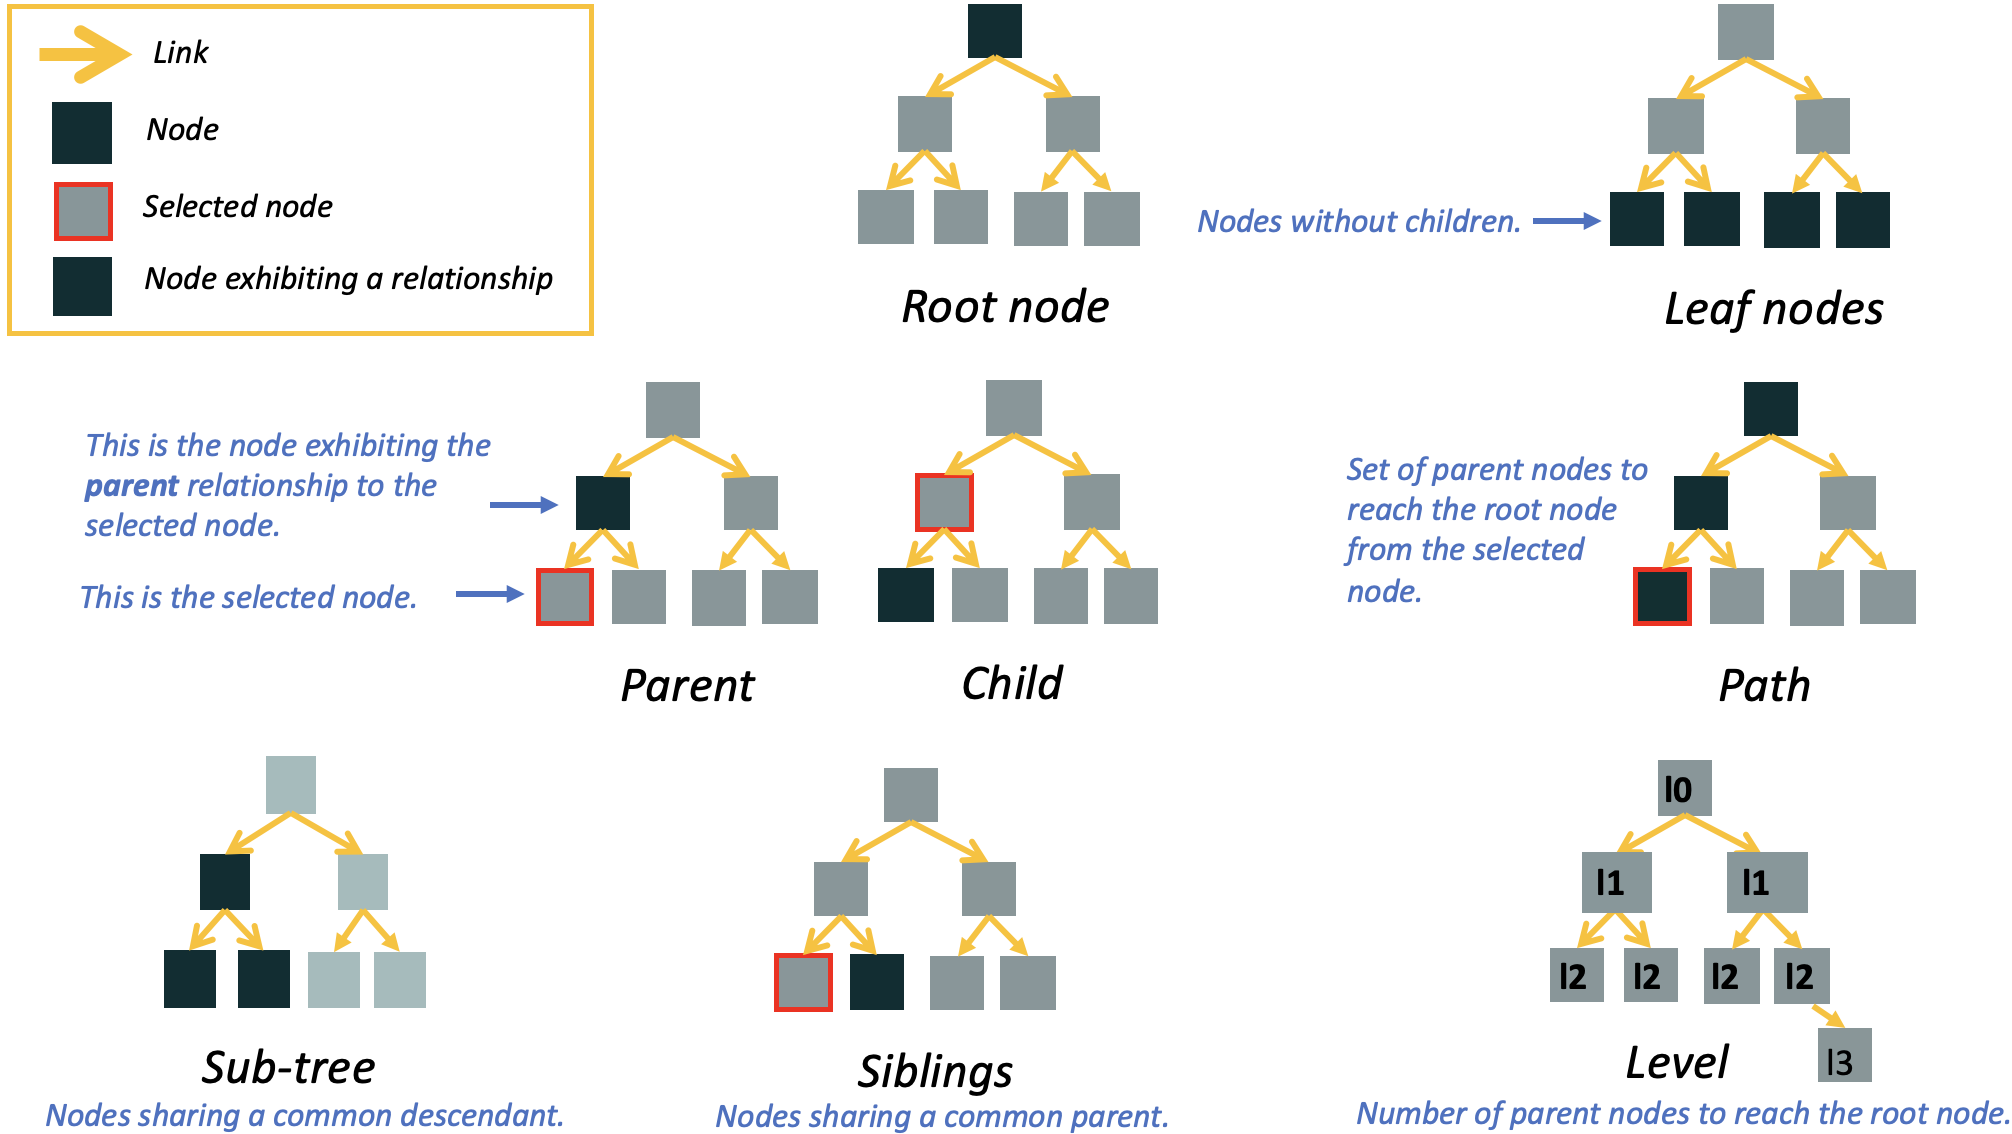 Link
Node
Selected node
Node exhibiting a relationship
Root node
Nodes without children.
Leaf nodes
This is the node exhibiting the
parent relationship to the
selected node.
This is the selected node.
Parent
Child
Set of parent nodes to
reach the root node
from the selected
node.
Path
Sub-tree
Nodes sharing a common descendant.
Siblings
Nodes sharing a common parent.
l0
l1 l1
l2 l2 l2 l2
l3
Level
Number of parent nodes to reach the root node.